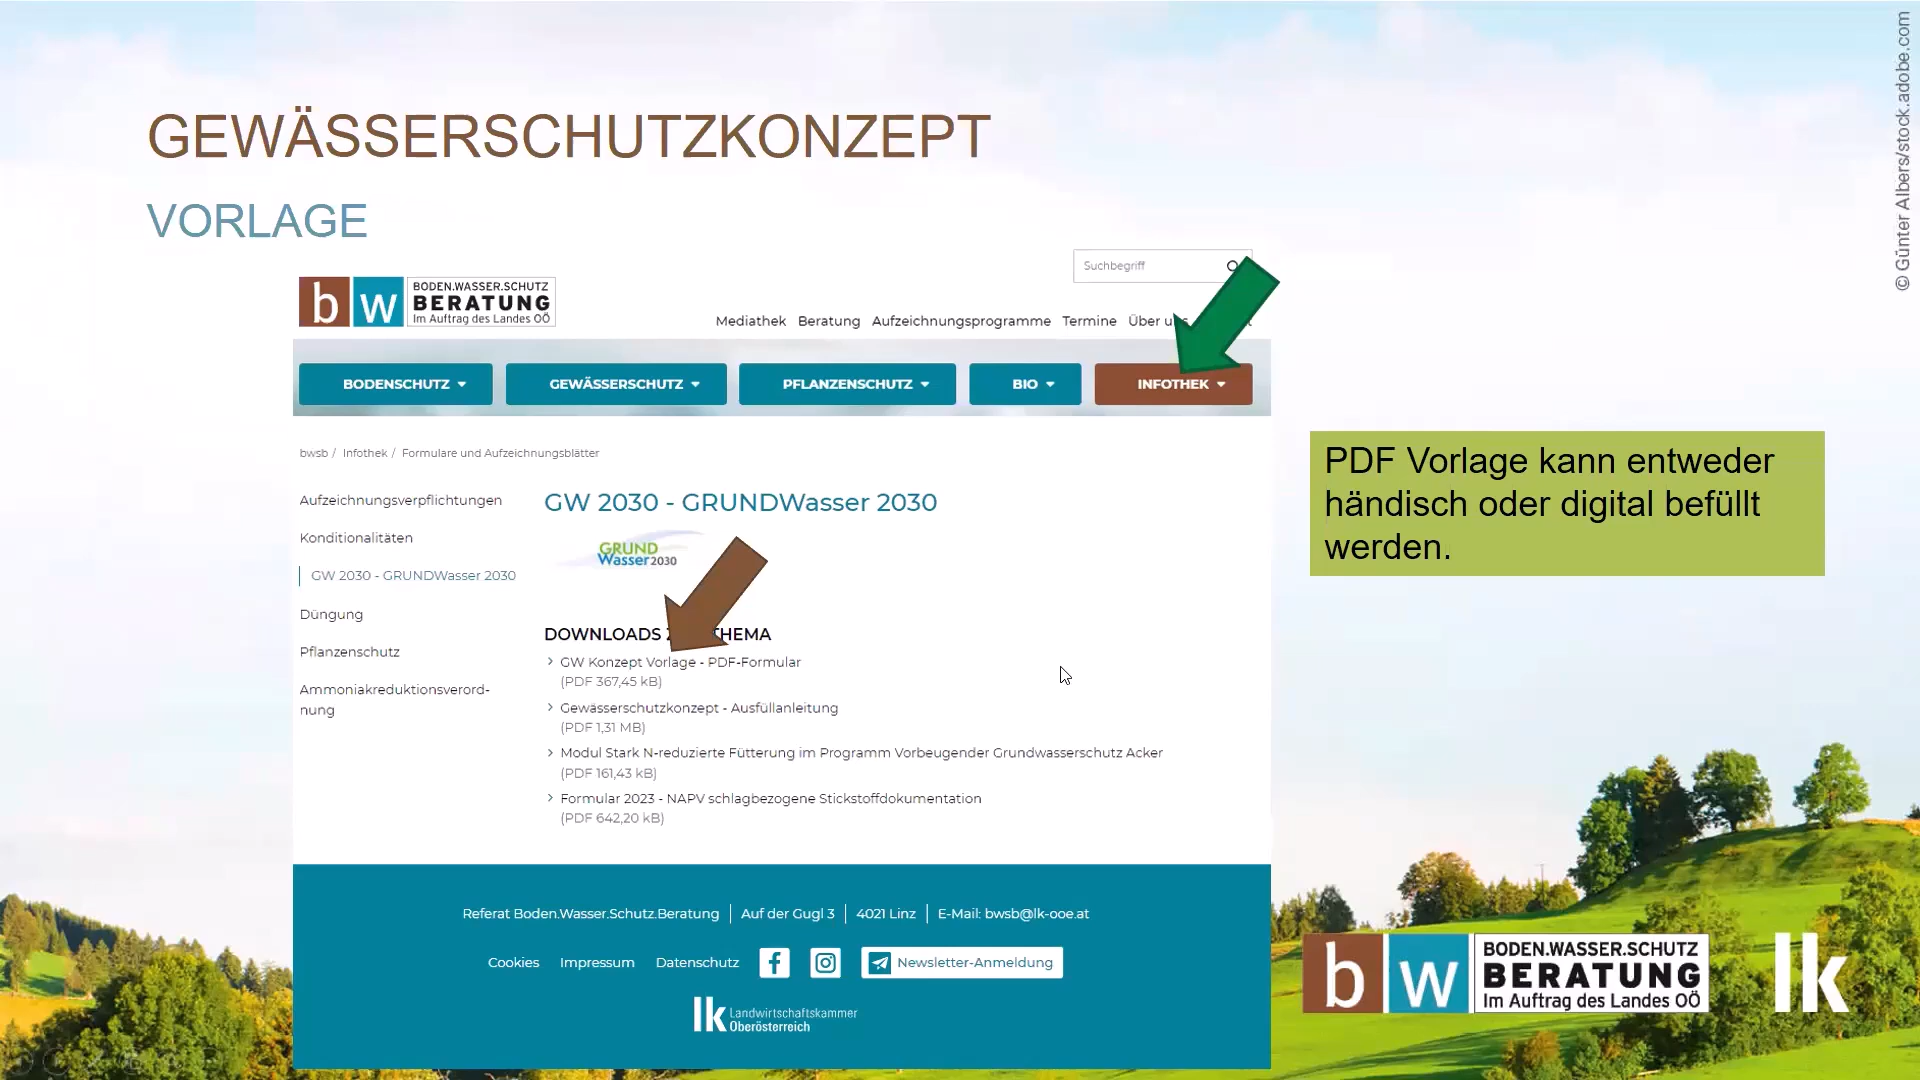 GEWÄSSERSCHUTZKONZEPT
VORLAGE
© Günter Albers/stock.adobe.com
Suchbegriff
b w BODEN.WASSER.SCHUTZ
BERATUNG
Im Auftrag des Landes OÖ
Mediathek Beratung Aufzeichnungsprogramme Termine Über
BODENSCHUTZ GEWÄSSERSCHUTZ PFLANZENSCHUTZ BIO INFOTHEK
bwsb / Infothek / Formulare und Aufzeichnungsblätter
Aufzeichnungsverpflichtungen
Konditionalitäten
GW 2030 - GRUNDWasser 2030
Düngung
Pflanzenschutz
Ammoniakreduktionsverord-
nung
GW 2030 - GRUNDWasser 2030
GRUND
Wasser2030
DOWNLOADS THEMA
GW Konzept Vorlage - PDF-Formular
(PDF 367,45 kB)
Gewässerschutzkonzept - Ausfüllanleitung
(PDF 1,31 MB)
Modul Stark N-reduzierte Fütterung im Programm Vorbeugender Grundwasserschutz Acker
(PDF 161,43 kB)
Formular 2023 - NAPV schlagbezogene Stickstoffdokumentation
(PDF 642,20 kB)
PDF Vorlage kann entweder
händisch oder digital befüllt
werden.
Referat Boden.Wasser.Schutz.Beratung | Auf der Gugl 3 | 4021 Linz | E-Mail: bwsb@lk-ooe.at
Cookies Impressum Datenschutz Newsletter-Anmeldung
lk Landwirtschaftskammer
Oberösterreich
b w BODEN.WASSER.SCHUTZ
BERATUNG
Im Auftrag des Landes OÖ
lk